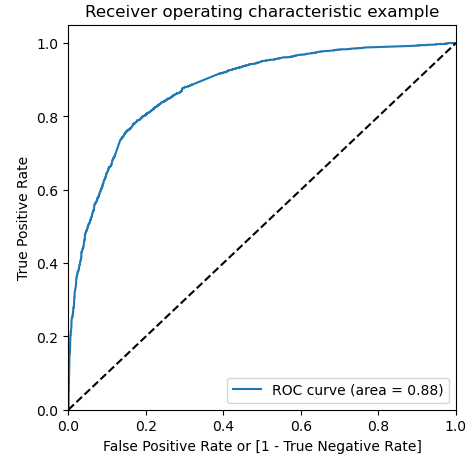 Receiver operating characteristic example
True Positive Rate
1.0
0.8
0.6
0.4
0.2
0.0
ROC curve (area = 0.88)
0.0 0.2 0.4 0.6 0.8 1.0
False Positive Rate or [1 - True Negative Rate]